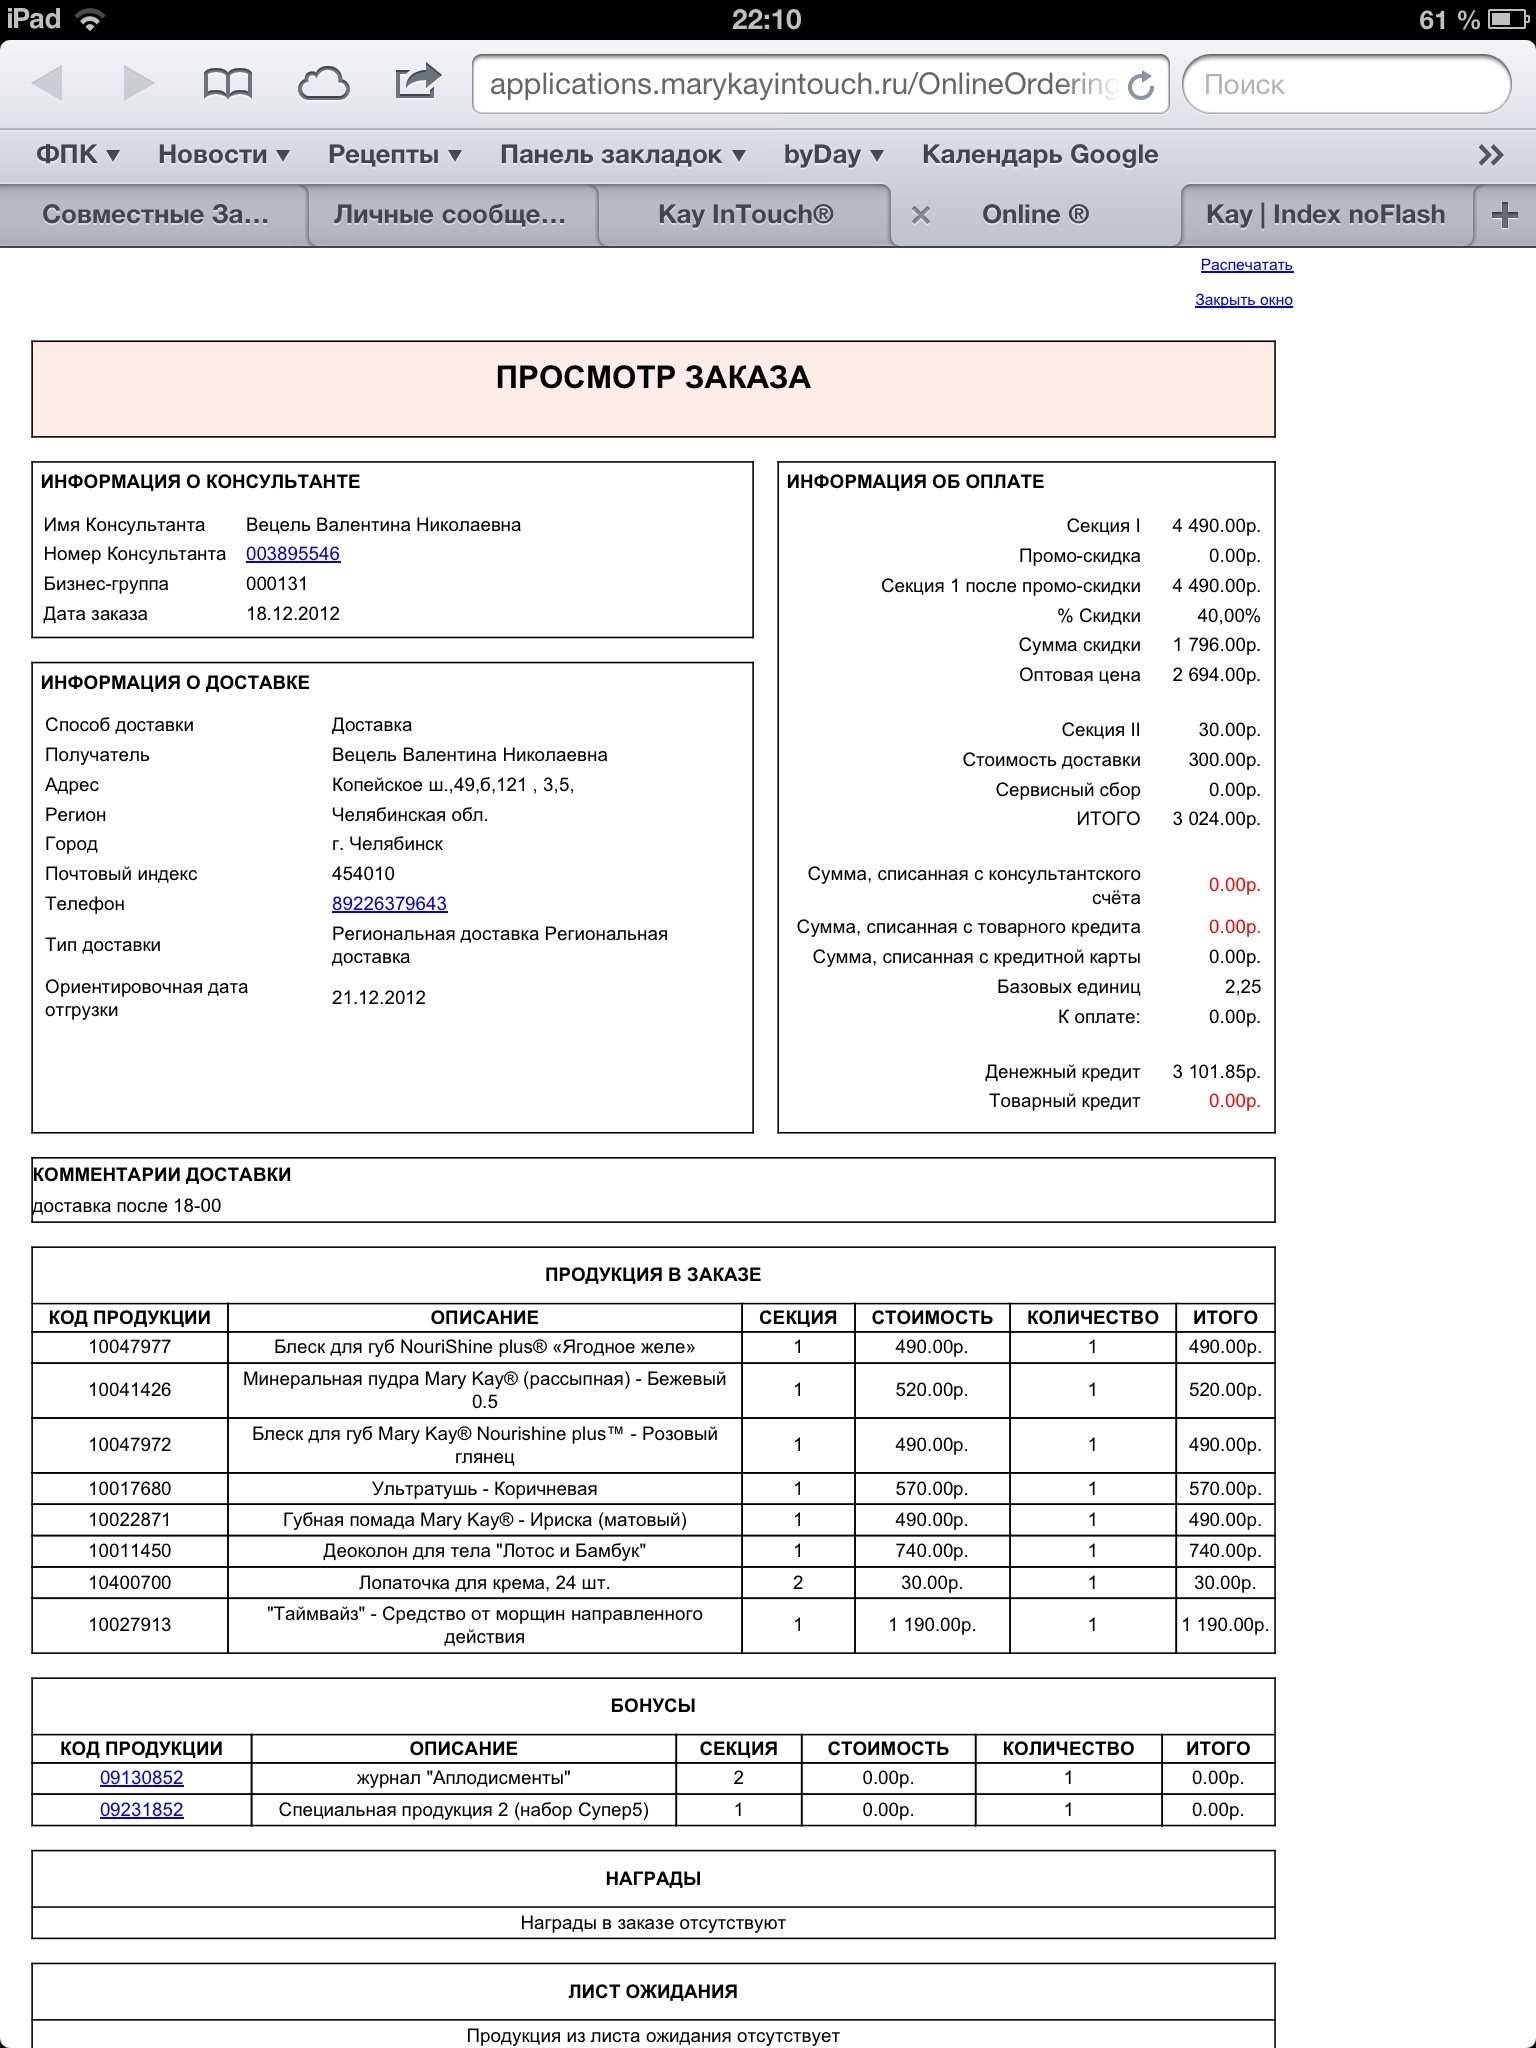 iPad 22:10 61 %
applications.marykayintouch.ru/OnlineOrdering Поиск
ФПК ▼ Новости ▼ Рецепты ▼ Панель закладок ▼ byDay ▼ Календарь Google »
Совместные За... Личные сообще... Kay InTouch® Online ® Kay | Index noFlash
Распечатать
Закрыть окно
ПРОСМОТР ЗАКАЗА
ИНФОРМАЦИЯ О КОНСУЛЬТАНТЕ
Имя Консультанта Вецель Валентина Николаевна
Номер Консультанта 003895546
Бизнес-группа 000131
Дата заказа 18.12.2012
ИНФОРМАЦИЯ О ДОСТАВКЕ
Способ доставки Доставка
Получатель Вецель Валентина Николаевна
Адрес Копейское ш.,49,б,121 , 3,5,
Регион Челябинская обл.
Город г. Челябинск
Почтовый индекс 454010
Телефон 89226379643
Тип доставки Региональная доставка Региональная
доставка
Ориентировочная дата
отгрузки 21.12.2012
ИНФОРМАЦИЯ ОБ ОПЛАТЕ
Секция I 4 490.00р.
Промо-скидка 0.00р.
Секция 1 после промо-скидки 4 490.00р.
% Скидки 40,00%
Сумма скидки 1 796.00р.
Оптовая цена 2 694.00р.
Секция II 30.00р.
Стоимость доставки 300.00р.
Сервисный сбор 0.00р.
ИТОГО 3 024.00р.
Сумма, списанная с консультантского
счёта 0.00р.
Сумма, списанная с товарного кредита 0.00р.
Сумма, списанная с кредитной карты 0.00р.
Базовых единиц 2,25
К оплате: 0.00р.
Денежный кредит 3 101.85р.
Товарный кредит 0.00р.
КОММЕНТАРИИ ДОСТАВКИ
доставка после 18-00
ПРОДУКЦИЯ В ЗАКАЗЕ
КОД ПРОДУКЦИИ ОПИСАНИЕ СЕКЦИЯ СТОИМОСТЬ КОЛИЧЕСТВО ИТОГО
10047977 Блеск для губ NouriShine plus® «Ягодное желе» 1 490.00р. 1 490.00р.
10041426 Минеральная пудра Mary Kay® (рассыпная) - Бежевый
0.5 1 520.00р. 1 520.00р.
10047972 Блеск для губ Mary Kay® Nourishine plus™ - Розовый
глянец 1 490.00р. 1 490.00р.
10017680 Ультратушь - Коричневая 1 570.00р. 1 570.00р.
10022871 Губная помада Mary Kay® - Ириска (матовый) 1 490.00р. 1 490.00р.
10011450 Деоколон для тела "Лотос и Бамбук" 1 740.00р. 1 740.00р.
10400700 Лопаточка для крема, 24 шт. 2 30.00р. 1 30.00р.
10027913 "Таймвайз" - Средство от морщин направленного
действия 1 1 190.00р. 1 1 190.00р.
БОНУСЫ
КОД ПРОДУКЦИИ ОПИСАНИЕ СЕКЦИЯ СТОИМОСТЬ КОЛИЧЕСТВО ИТОГО
09130852 журнал "Аплодисменты" 2 0.00р. 1 0.00р.
09231852 Специальная продукция 2 (набор Супер5) 1 0.00р. 1 0.00р.
НАГРАДЫ
Награды в заказе отсутствуют
ЛИСТ ОЖИДАНИЯ
Продукция из листа ожидания отсутствует